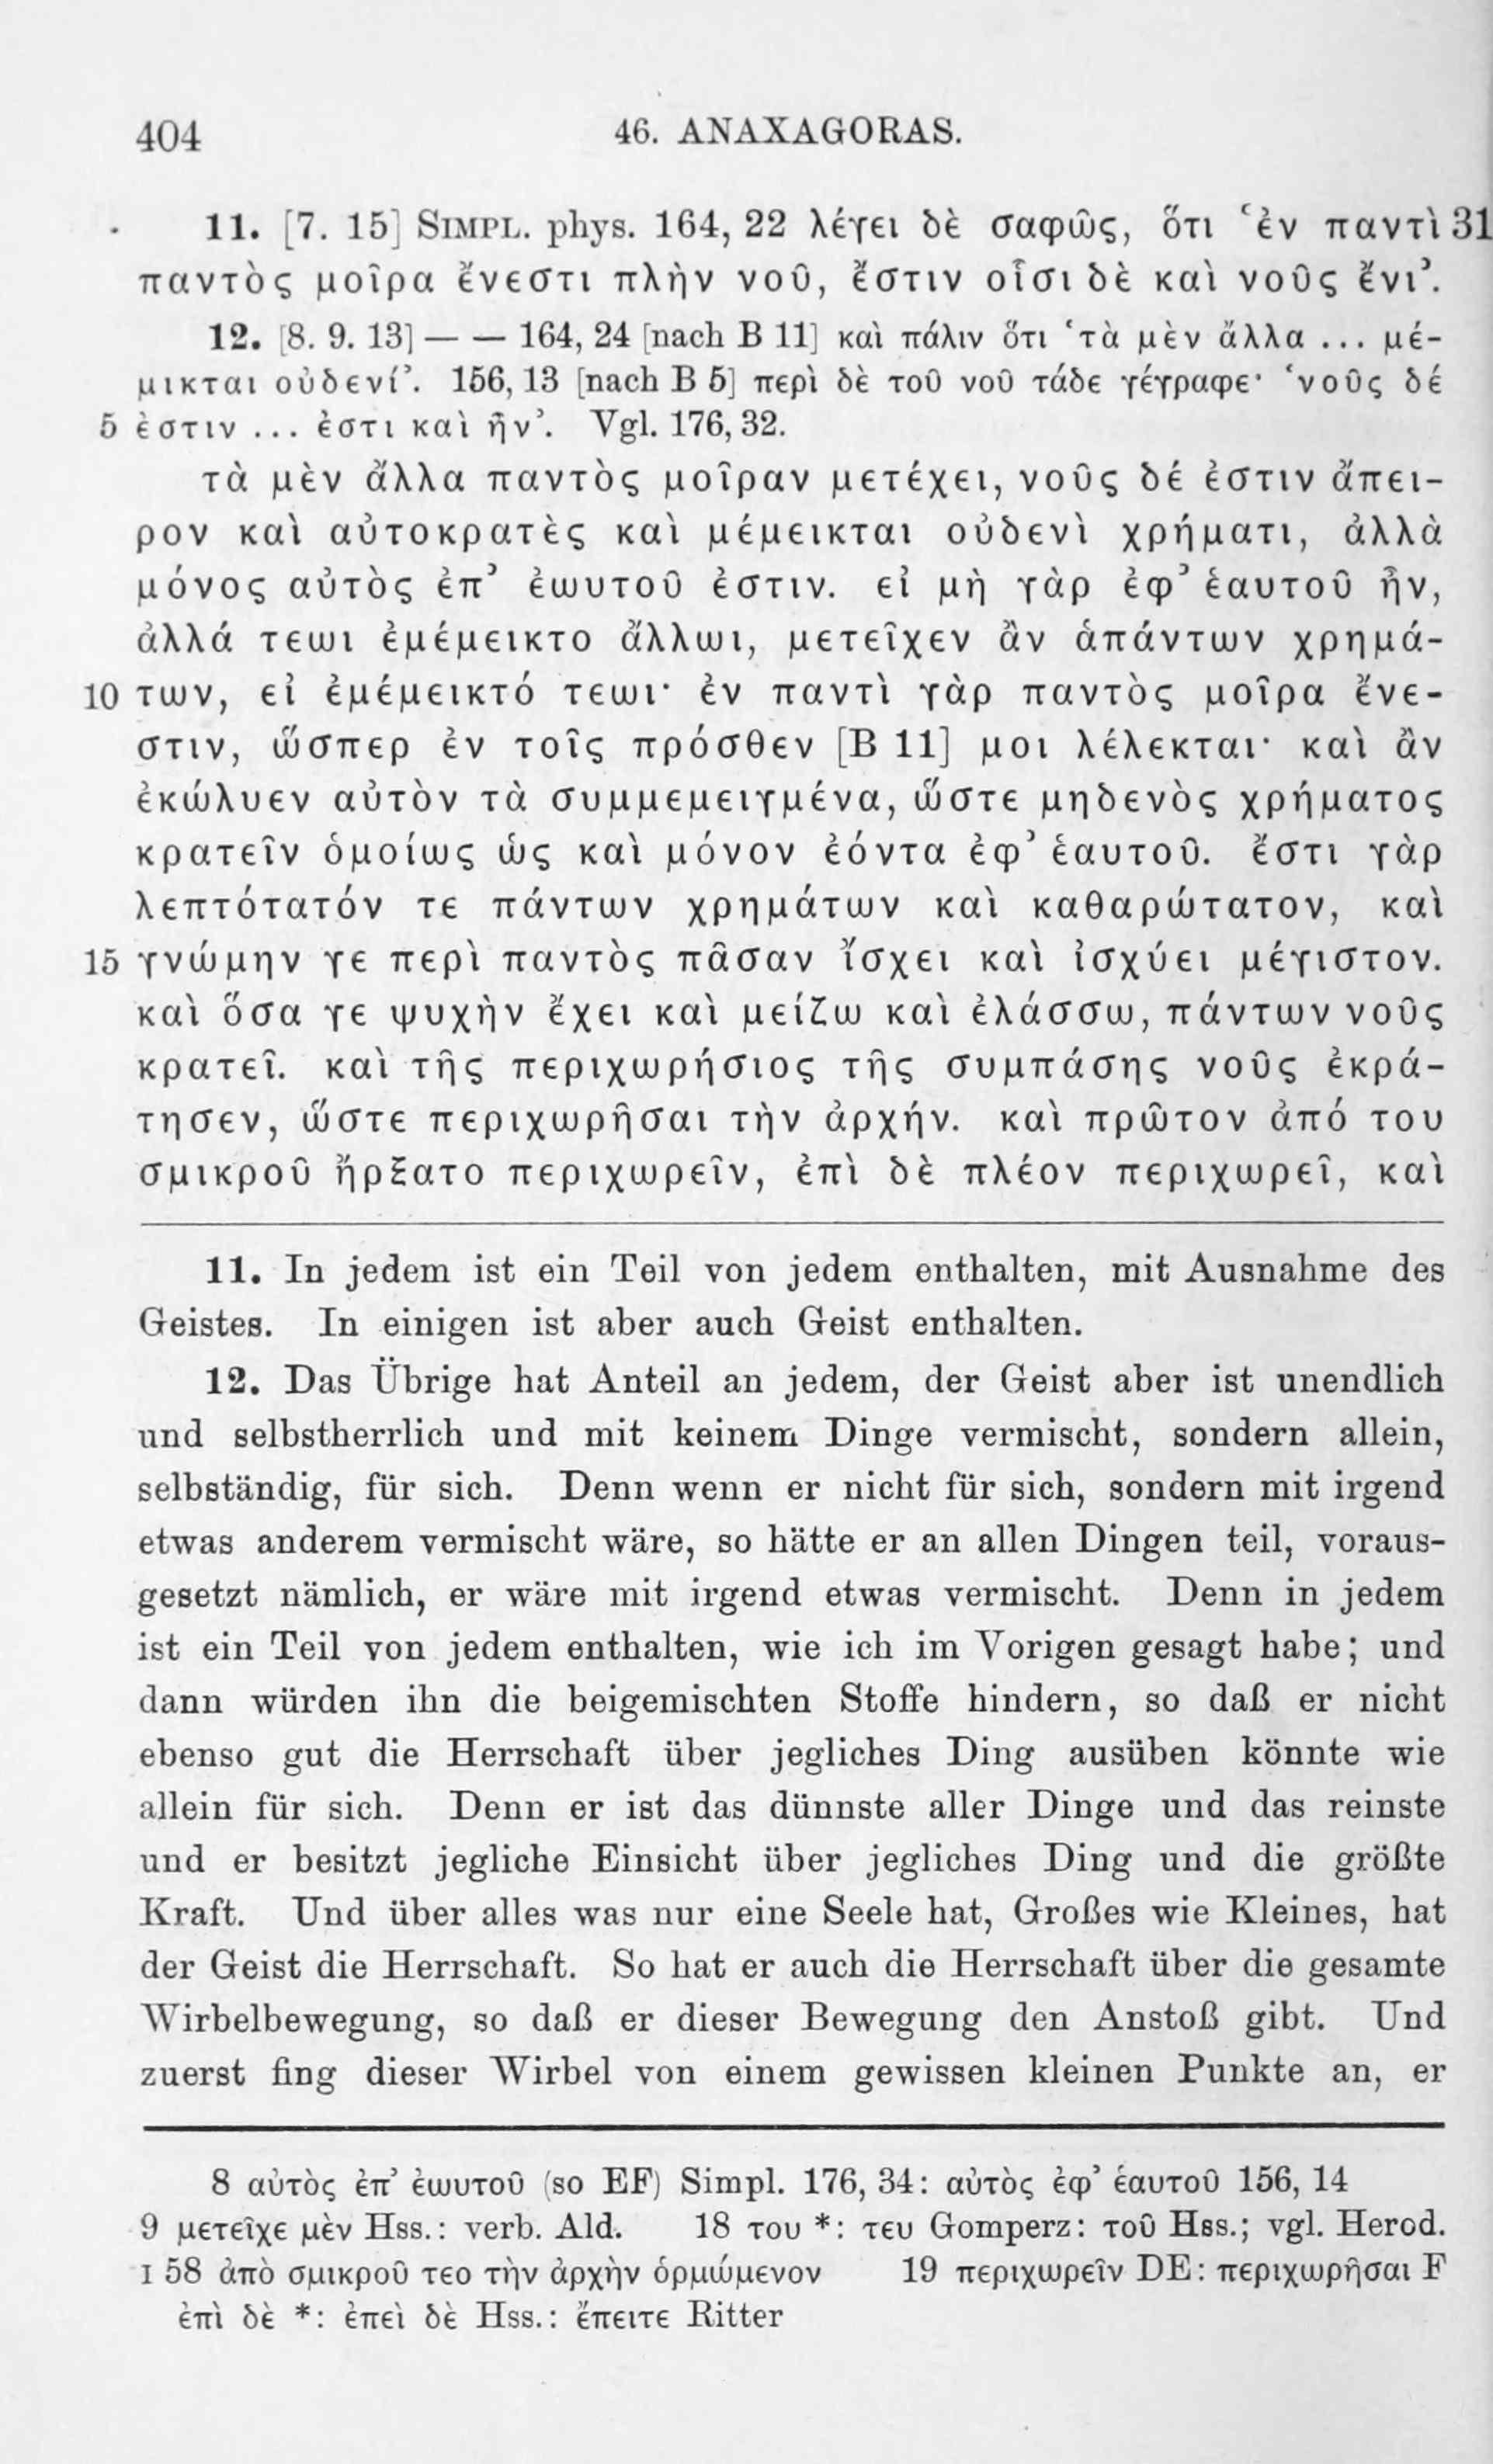 404 46. ANAXAGORAS.
11. [7. 15] SIMPL. phys. 164, 22 λέγει δὲ σαφῶς, ὅτι ‘ἐν παντὶ 31
παντὸς μοῖρα ἔνεστι πλὴν νοῦ, ἔστιν οἷσι δὲ καὶ νοῦς ἔνι’.
12. [8. 9. 13] — — 164, 24 [nach B 11] καὶ πάλιν ὅτι ‘τὰ μὲν ἄλλα ... μέ-
μικται οὐδενί’. 156, 13 [nach B 5] περὶ δὲ τοῦ νοῦ τάδε γέγραφε· ‘νοῦς δέ
5 ἐστιν ... ἐστι καὶ ἦν’. Vgl. 176, 32.
τὰ μὲν ἄλλα παντὸς μοῖραν μετέχει, νοῦς δέ ἐστιν ἄπει-
ρον καὶ αὐτοκρατὲς καὶ μέμεικται οὐδενὶ χρήματι, ἀλλὰ
μόνος αὐτὸς ἐπ’ ἐωυτοῦ ἐστιν. εἰ μὴ γὰρ ἐφ’ ἑαυτοῦ ἦν,
ἀλλά τεωι ἐμέμεικτο ἄλλωι, μετεῖχεν ἂν ἁπάντων χρημά-
10 των, εἰ ἐμέμεικτό τεωι· ἐν παντὶ γὰρ παντὸς μοῖρα ἔνε-
στιν, ὥσπερ ἐν τοῖς πρόσθεν [B 11] μοι λέλεκται· καὶ ἂν
ἐκώλυεν αὐτὸν τὰ συμμεμειγμένα, ὥστε μηδενὸς χρήματος
κρατεῖν ὁμοίως ὡς καὶ μόνον ἐόντα ἐφ’ ἑαυτοῦ. ἔστι γὰρ
λεπτότατόν τε πάντων χρημάτων καὶ καθαρώτατον, καὶ
15 γνώμην γε περὶ παντὸς πᾶσαν ἴσχει καὶ ἰσχύει μέγιστον.
καὶ ὅσα γε ψυχὴν ἔχει καὶ μείζω καὶ ἐλάσσω, πάντων νοῦς
κρατεῖ. καὶ τῆς περιχωρήσιος τῆς συμπάσης νοῦς ἐκρά-
τησεν, ὥστε περιχωρῆσαι τὴν ἀρχήν. καὶ πρῶτον ἀπό του
σμικροῦ ἤρξατο περιχωρεῖν, ἐπὶ δὲ πλέον περιχωρεῖ, καὶ
11. In jedem ist ein Teil von jedem enthalten, mit Ausnahme des
Geistes. In einigen ist aber auch Geist enthalten.
12. Das Übrige hat Anteil an jedem, der Geist aber ist unendlich
und selbstherrlich und mit keinem Dinge vermischt, sondern allein,
selbständig, für sich. Denn wenn er nicht für sich, sondern mit irgend
etwas anderem vermischt wäre, so hätte er an allen Dingen teil, voraus-
gesetzt nämlich, er wäre mit irgend etwas vermischt. Denn in jedem
ist ein Teil von jedem enthalten, wie ich im Vorigen gesagt habe; und
dann würden ihn die beigemischten Stoffe hindern, so daß er nicht
ebenso gut die Herrschaft über jegliches Ding ausüben könnte wie
allein für sich. Denn er ist das dünnste aller Dinge und das reinste
und er besitzt jegliche Einsicht über jegliches Ding und die größte
Kraft. Und über alles was nur eine Seele hat, Großes wie Kleines, hat
der Geist die Herrschaft. So hat er auch die Herrschaft über die gesamte
Wirbelbewegung, so daß er dieser Bewegung den Anstoß gibt. Und
zuerst fing dieser Wirbel von einem gewissen kleinen Punkte an, er
8 αὐτὸς ἐπ’ ἐωυτοῦ (so EF) Simpl. 176, 34: αὐτὸς ἐφ’ ἑαυτοῦ 156, 14
9 μετεῖχε μὲν Hss.: verb. Ald. 18 του *: τευ Gomperz: τοῦ Hss.; vgl. Herod.
I 58 ἀπὸ σμικροῦ τεο τὴν ἀρχὴν ὁρμώμενον 19 περιχωρεῖν DE: περιχωρῆσαι F
ἐπὶ δὲ *: ἐπεὶ δὲ Hss.: ἔπειτε Ritter